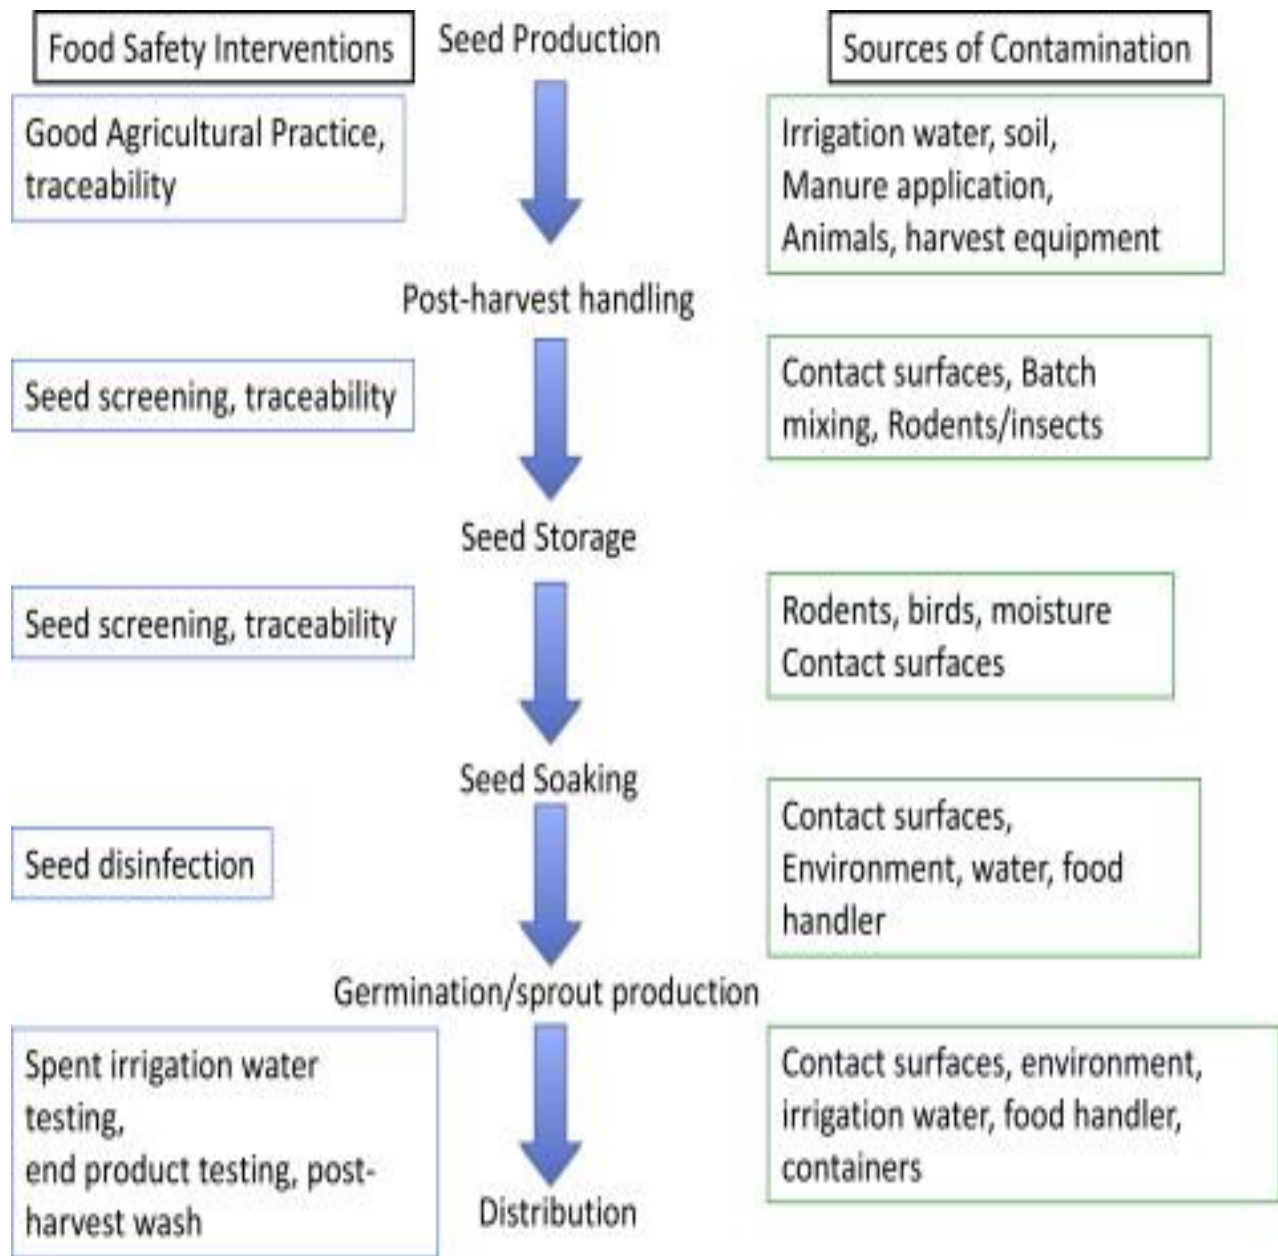 Food Safety Interventions
Seed Production
Sources of Contamination
Good Agricultural Practice,
traceability
Irrigation water, soil,
Manure application,
Animals, harvest equipment
Post-harvest handling
Seed screening, traceability
Contact surfaces, Batch
mixing, Rodents/insects
Seed Storage
Seed screening, traceability
Rodents, birds, moisture
Contact surfaces
Seed Soaking
Seed disinfection
Contact surfaces,
Environment, water, food
handler
Germination/sprout production
Spent irrigation water
testing,
end product testing, post-
harvest wash
Contact surfaces, environment,
irrigation water, food handler,
containers
Distribution